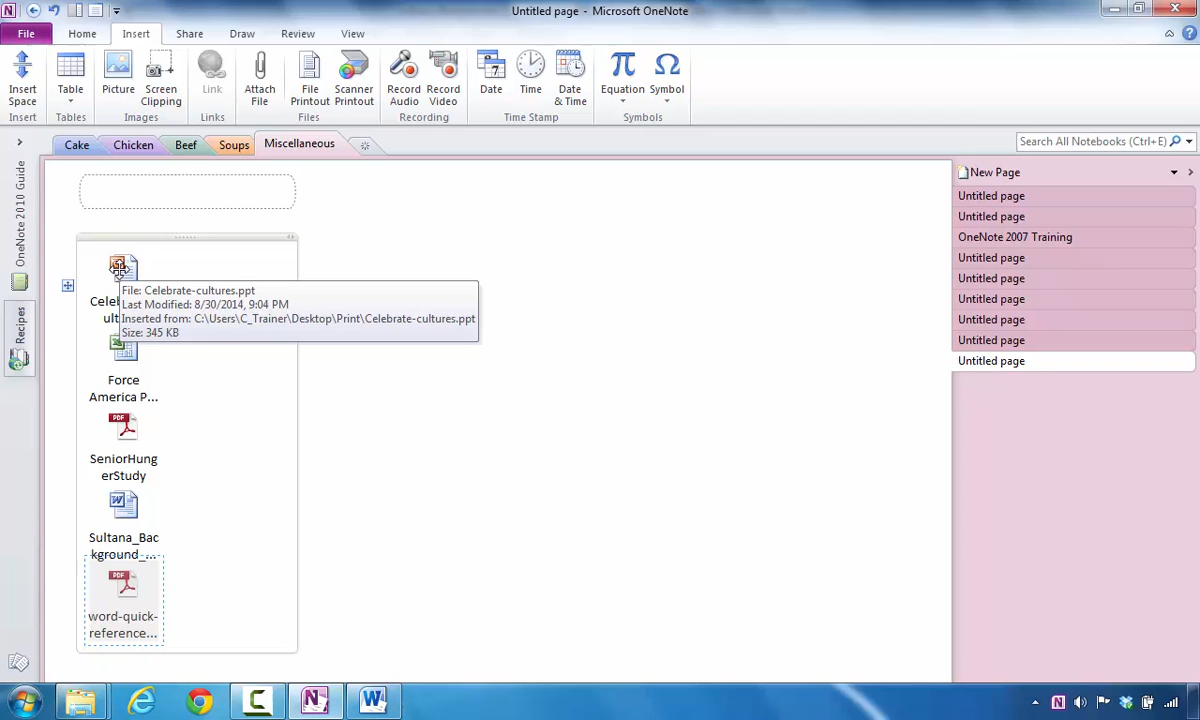 Untitled page - Microsoft OneNote
File Home Insert Share Draw Review View
Insert Space
Table
Picture
Screen Clipping
Link
Attach File
File Printout
Scanner Printout
Record Audio
Record Video
Date
Time
Date & Time
Equation
Symbol
Insert Tables Images Links Files Recording Time Stamp Symbols
Cake Chicken Beef Soups Miscellaneous
Search All Notebooks (Ctrl+E)
OneNote 2010 Guide
Recipes
New Page
Untitled page
Untitled page
OneNote 2007 Training
Untitled page
Untitled page
Untitled page
Untitled page
Untitled page
Untitled page
File: Celebrate-cultures.ppt
Last Modified: 8/30/2014, 9:04 PM
Inserted from: C:\Users\C_Trainer\Desktop\Print\Celebrate-cultures.ppt
Size: 345 KB
Force
America P...
PDF
SeniorHung
erStudy
Sultana_Bac
kground_...
PDF
word-quick-
reference...